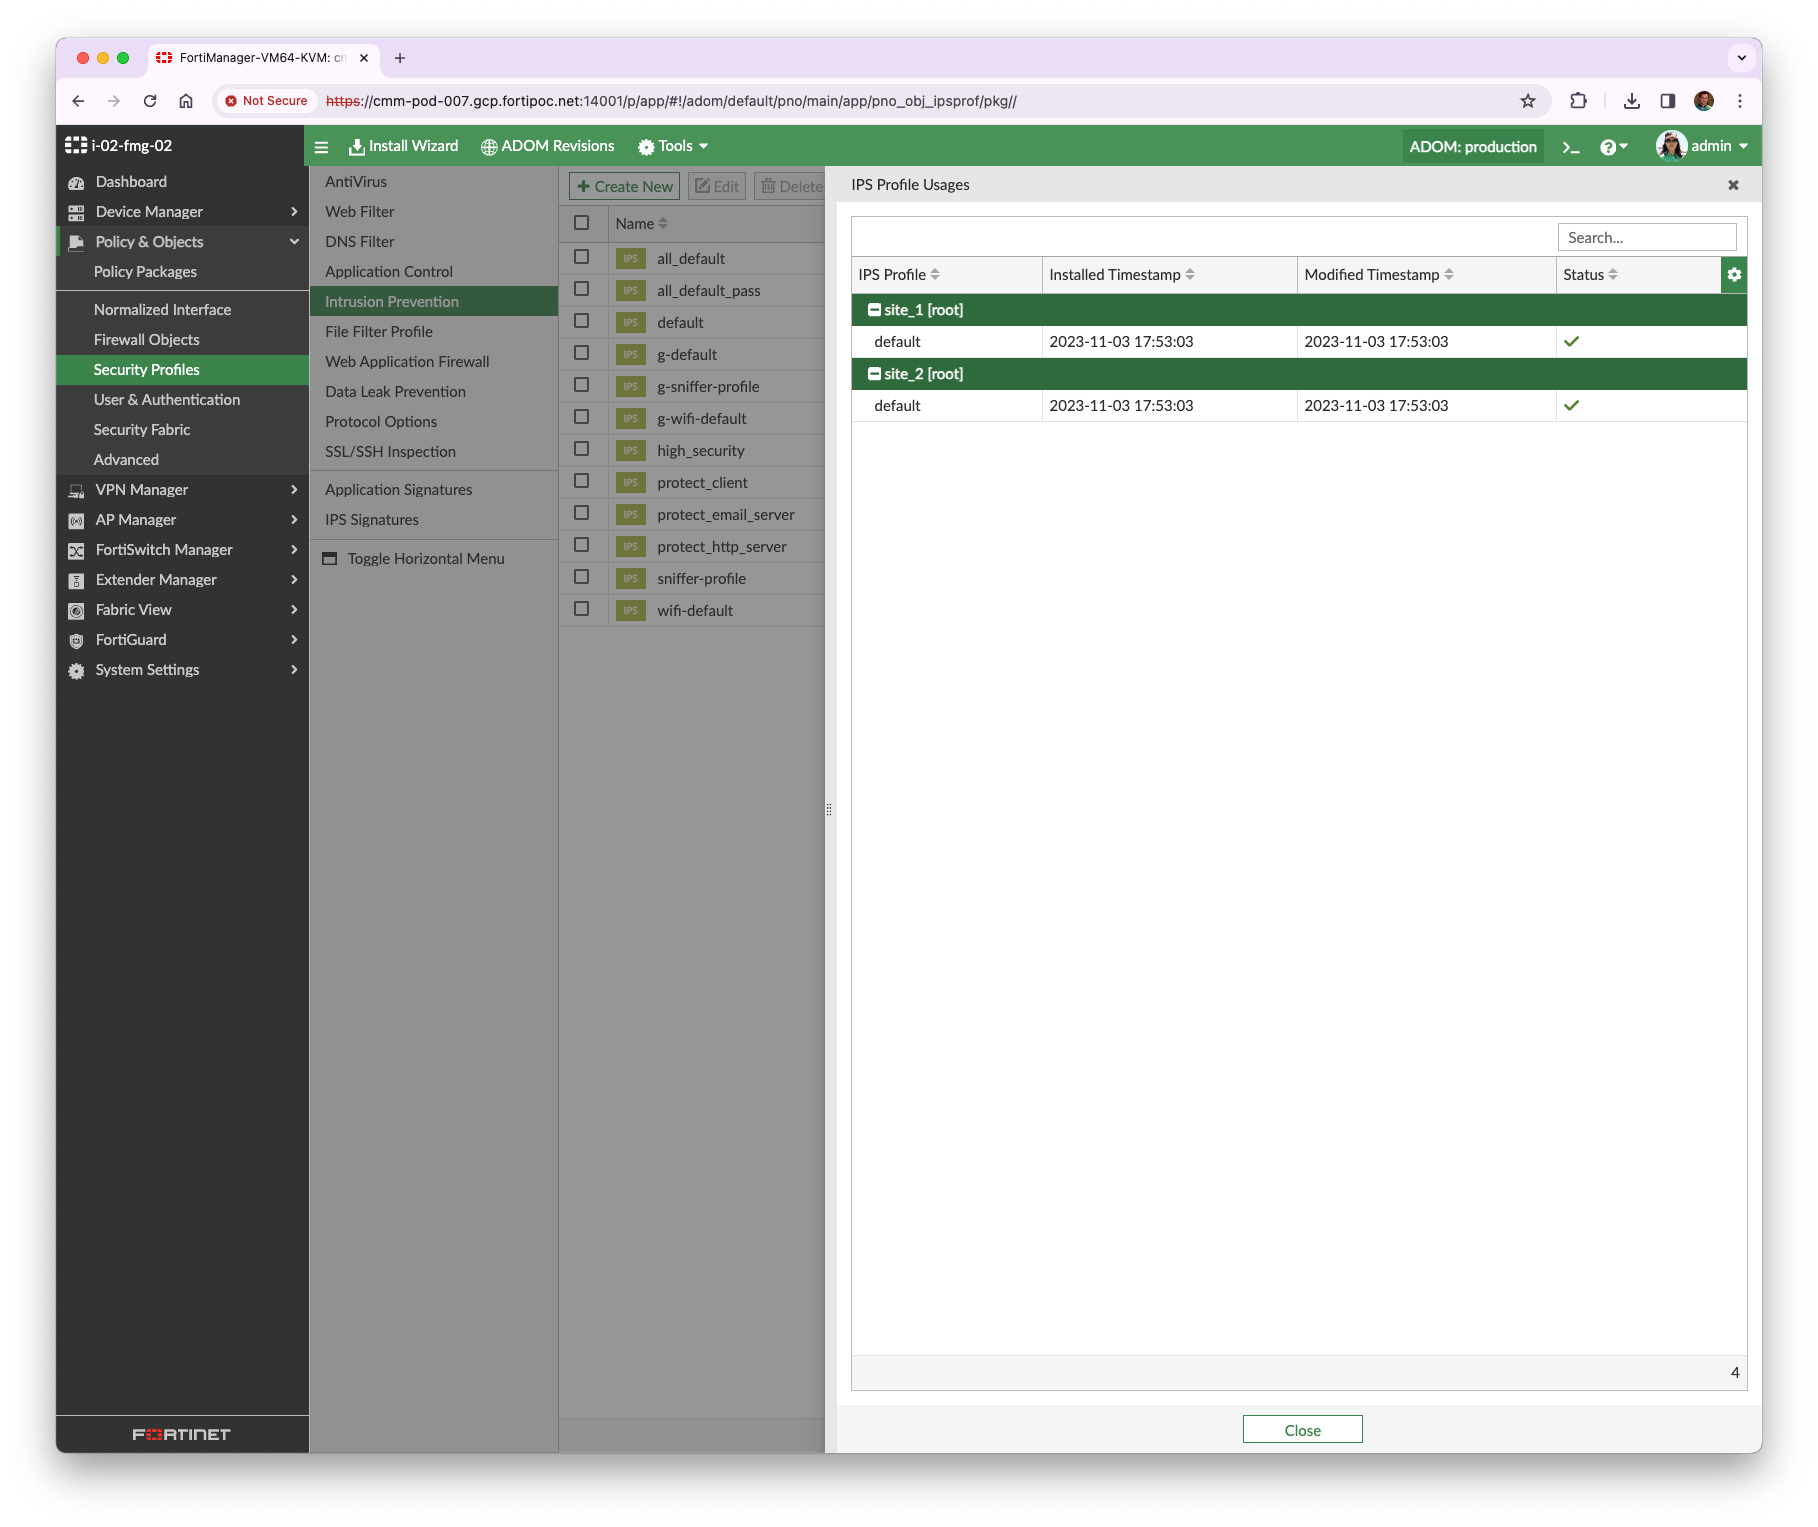 FortiManager-VM64-KVM: cm
Not Secure https://cmm-pod-007.gcp.fortipoc.net:14001/p/app/#!/adom/default/pno/main/app/pno_obj_ipsprof/pkg//
i-02-fmg-02
Install Wizard ADOM Revisions Tools
ADOM: production admin
Dashboard
Device Manager
Policy & Objects
Policy Packages
Normalized Interface
Firewall Objects
Security Profiles
User & Authentication
Security Fabric
Advanced
VPN Manager
AP Manager
FortiSwitch Manager
Extender Manager
Fabric View
FortiGuard
System Settings
FORTINET
AntiVirus
Web Filter
DNS Filter
Application Control
Intrusion Prevention
File Filter Profile
Web Application Firewall
Data Leak Prevention
Protocol Options
SSL/SSH Inspection
Application Signatures
IPS Signatures
Toggle Horizontal Menu
+ Create New Edit Delete
Name
IPS all_default
IPS all_default_pass
IPS default
IPS g-default
IPS g-sniffer-profile
IPS g-wifi-default
IPS high_security
IPS protect_client
IPS protect_email_server
IPS protect_http_server
IPS sniffer-profile
IPS wifi-default
IPS Profile Usages
Search...
IPS Profile Installed Timestamp Modified Timestamp Status
site_1 [root]
default 2023-11-03 17:53:03 2023-11-03 17:53:03
site_2 [root]
default 2023-11-03 17:53:03 2023-11-03 17:53:03
4
Close